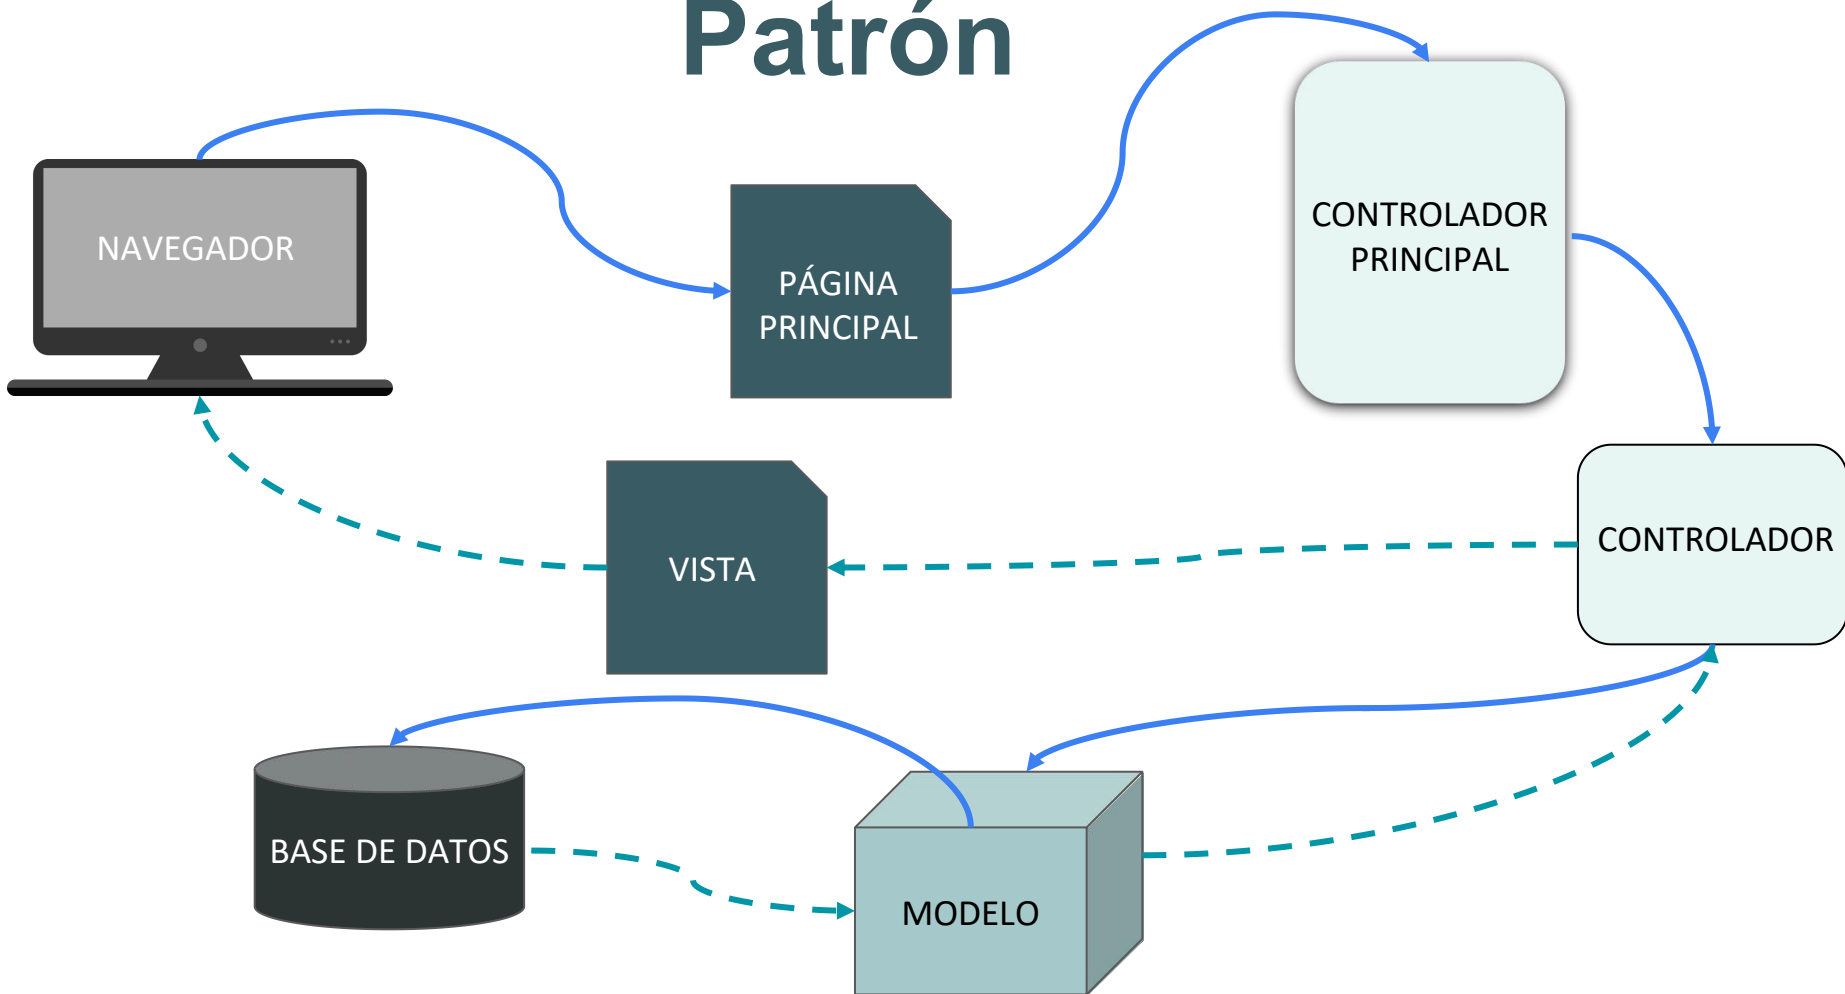 Patrón
NAVEGADOR
PÁGINA
PRINCIPAL
CONTROLADOR
PRINCIPAL
VISTA
CONTROLADOR
BASE DE DATOS
MODELO